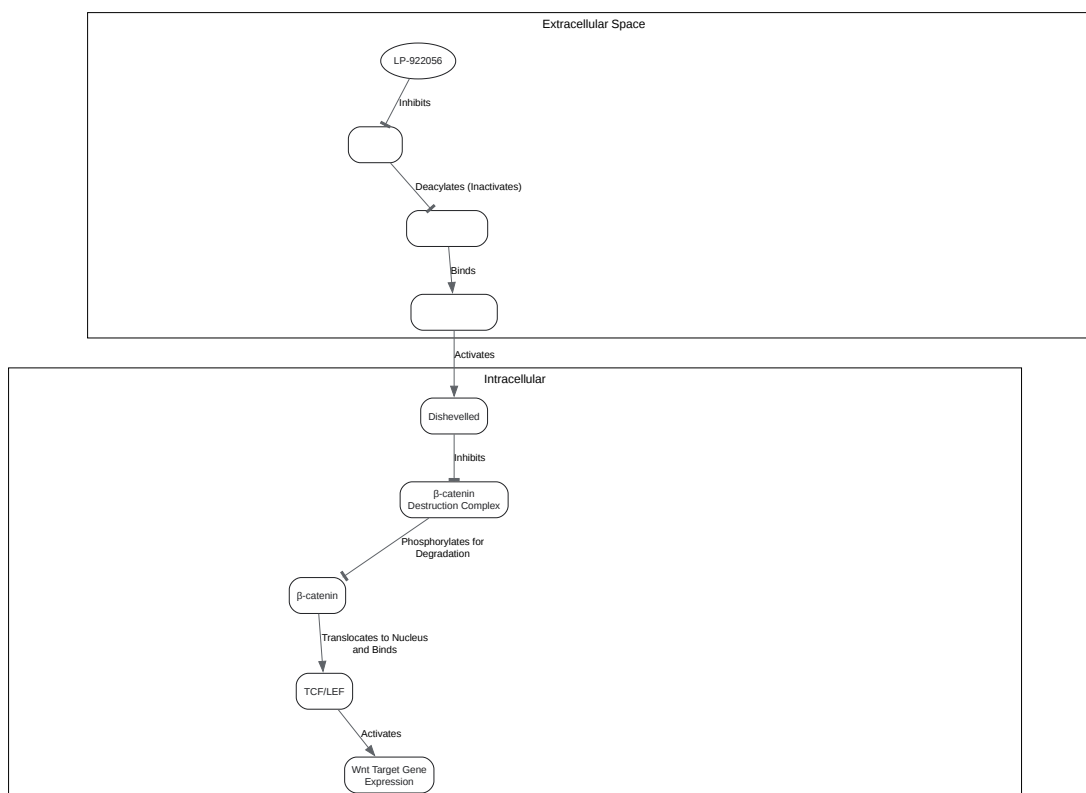 Extracellular Space
LP-922056
Inhibits
Deacylates (Inactivates)
Binds
Activates
Intracellular
Dishevelled
Inhibits
β-catenin
Destruction Complex
Phosphorylates for
Degradation
β-catenin
Translocates to Nucleus
and Binds
TCF/LEF
Activates
Wnt Target Gene
Expression